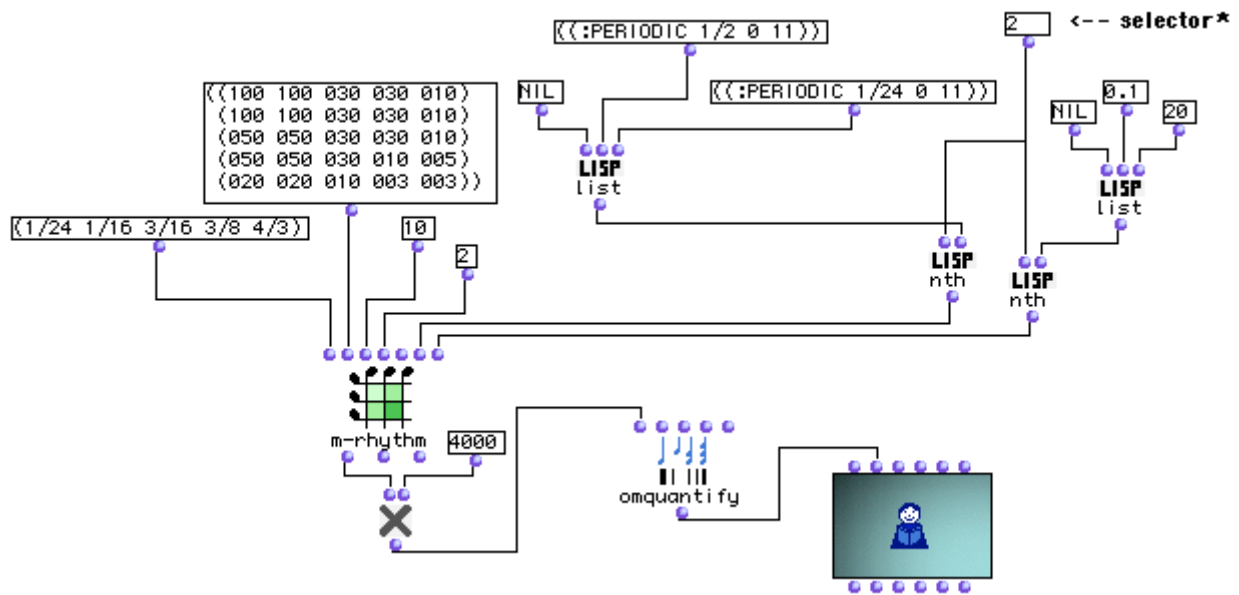 2 <-- selector*
((:PERIODIC 1/2 0 11))
((100 100 030 030 010)
(100 100 030 030 010)
(050 050 030 030 010)
(050 050 030 010 005)
(020 020 010 003 003))
NIL
((:PERIODIC 1/24 0 11))
NIL
0.1
20
LISP
list
LISP
list
(1/24 1/16 3/16 3/8 4/3)
10
2
LISP
nth
LISP
nth
m-rhythm
4000
omquantify